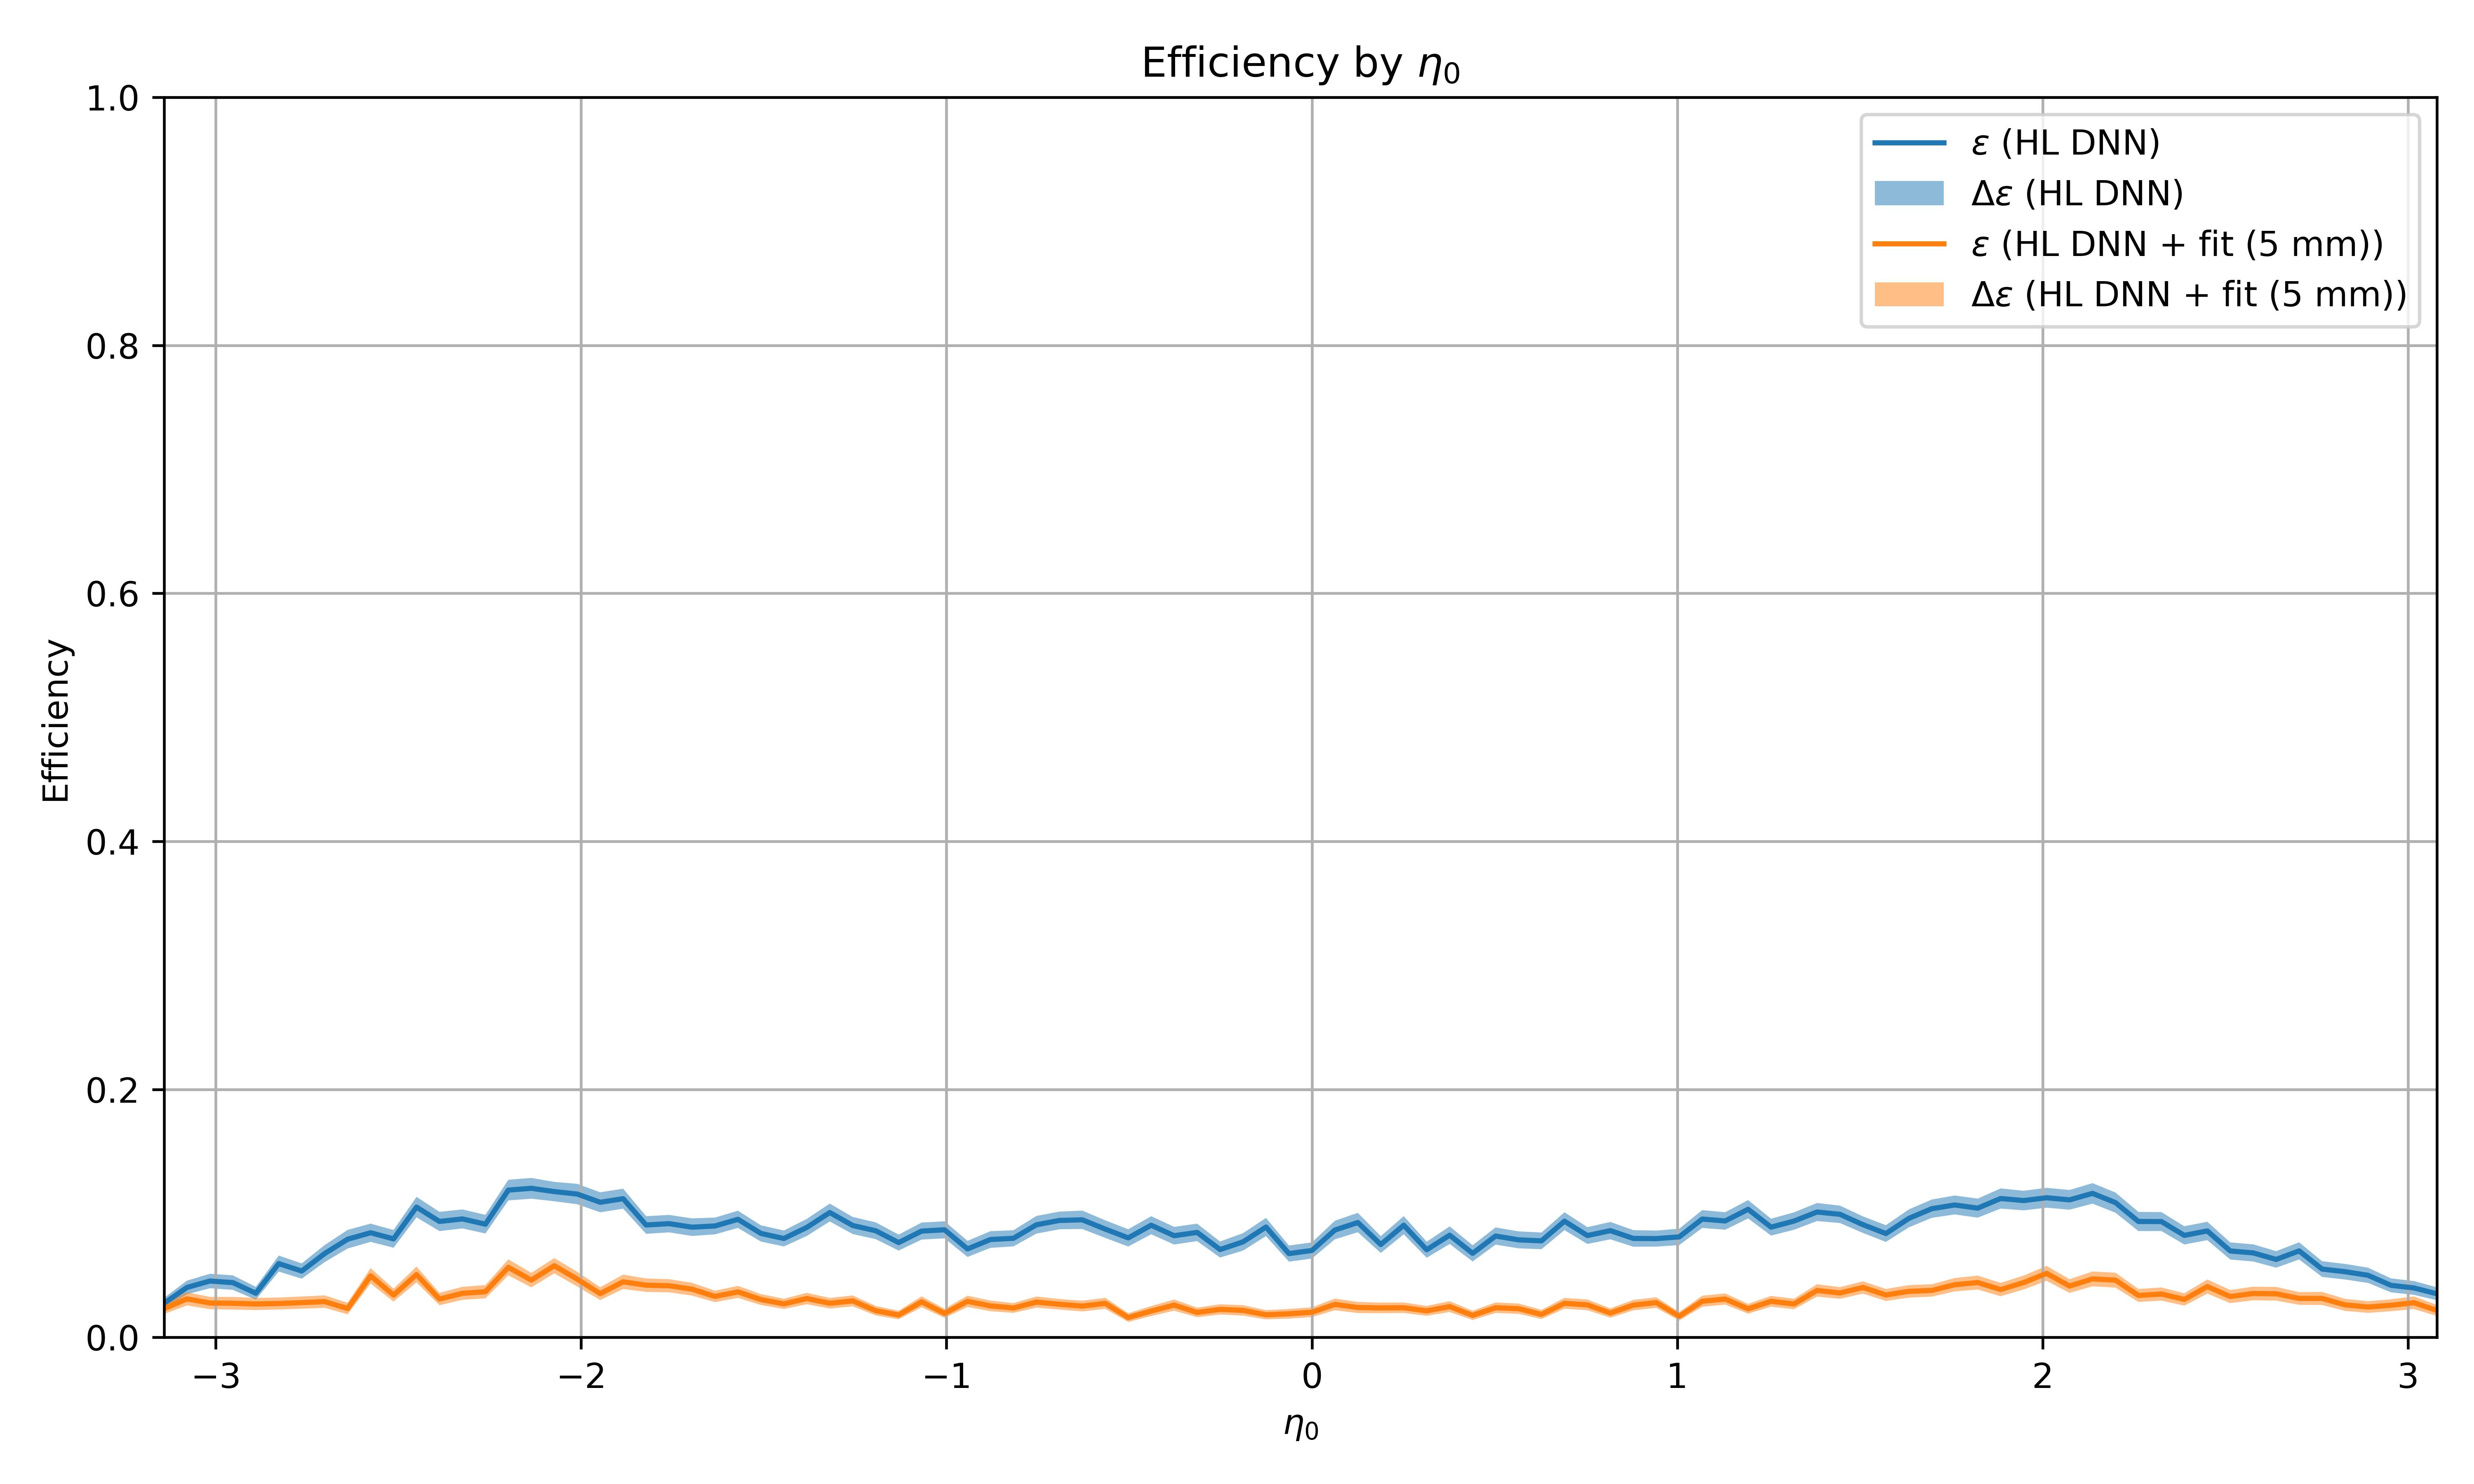 Efficiency by η₀
1.0
0.8
0.6
0.4
0.2
0.0
Efficiency
ε (HL DNN)
Δε (HL DNN)
ε (HL DNN + fit (5 mm))
Δε (HL DNN + fit (5 mm))
−3 −2 −1 0 1 2 3
η₀